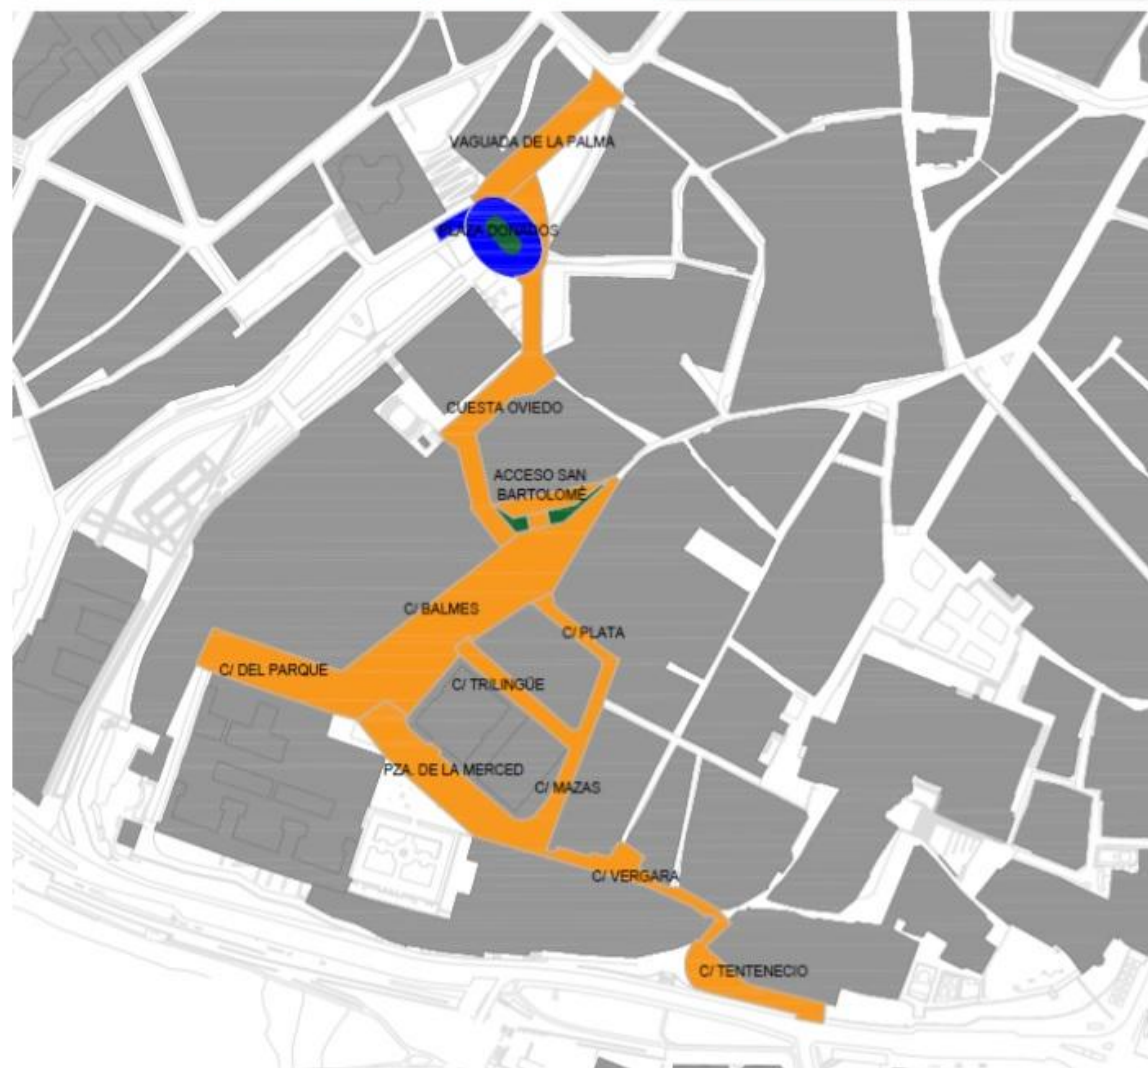 VAGUADA DE LA PALMA
PLAZA DONADOS
CUESTA OVIEDO
ACCESO SAN
BARTOLOMÉ
C/ BALMES
C/ PLATA
C/ DEL PARQUE
C/ TRILINGÜE
PZA. DE LA MERCED
C/ MAZAS
C/ VERGARA
C/ TENTENECIO